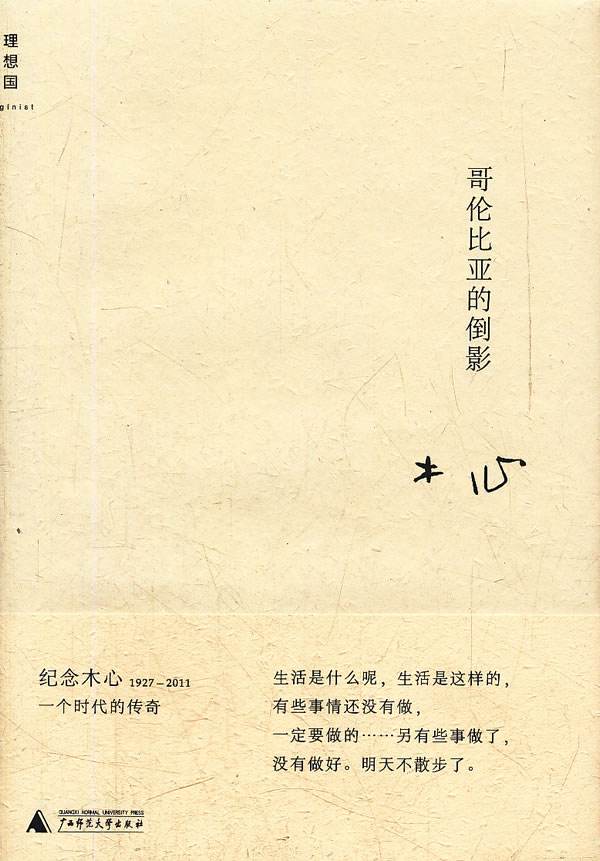 理想国
ginist
哥伦比亚的倒影
木心
纪念木心 1927–2011
一个时代的传奇
生活是什么呢，生活是这样的，
有些事情还没有做，
一定要做的……另有些事做了，
没有做好。明天不散步了。
GUANGXI NORMAL UNIVERSITY PRESS
广西师范大学出版社